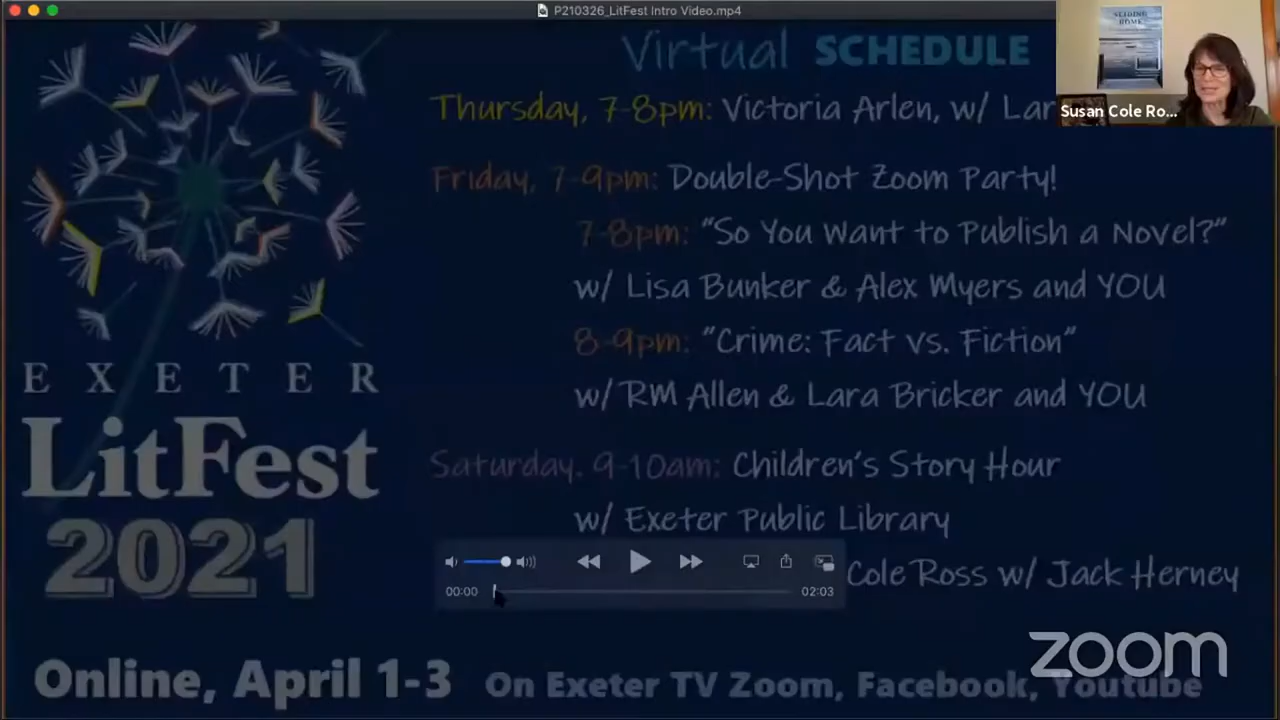 P210326_LitFest Intro Video.mp4
Virtual SCHEDULE
Thursday, 7-8pm: Victoria Arlen, w/ Lar
Friday, 7-9pm: Double-Shot Zoom Party!
7-8pm: "So You Want to Publish a Novel?"
w/ Lisa Bunker & Alex Myers and YOU
8-9pm: "Crime: Fact vs. Fiction"
w/ RM Allen & Lara Bricker and YOU
Saturday. 9-10am: Children's Story Hour
w/ Exeter Public Library
Cole Ross w/ Jack Herney
EXETER
LitFest
2021
00:00
02:03
Online, April 1-3 On Exeter TV Zoom, Facebook, Youtube
zoom
Susan Cole Ro...